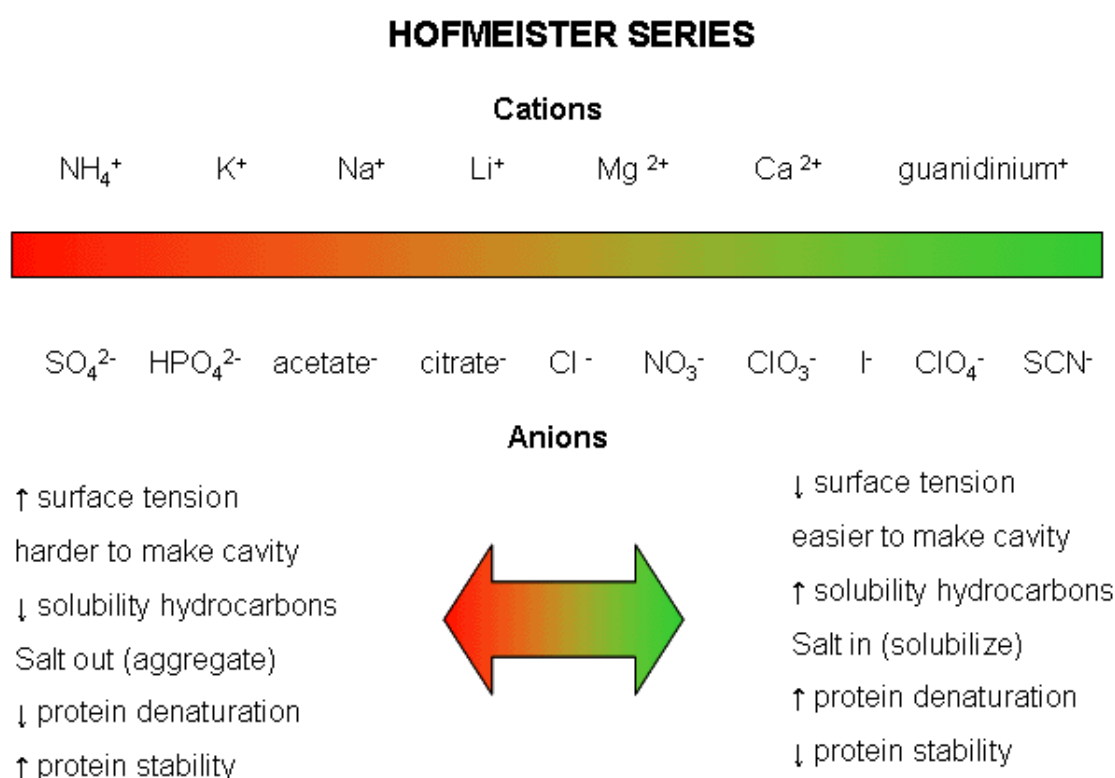 HOFMEISTER SERIES
Cations
NH₄⁺ K⁺ Na⁺ Li⁺ Mg ²⁺ Ca ²⁺ guanidinium⁺
SO₄²⁻ HPO₄²⁻ acetate⁻ citrate⁻ Cl ⁻ NO₃⁻ ClO₃⁻ I⁻ ClO₄⁻ SCN⁻
Anions
↑ surface tension
harder to make cavity
↓ solubility hydrocarbons
Salt out (aggregate)
↓ protein denaturation
↑ protein stability
↓ surface tension
easier to make cavity
↑ solubility hydrocarbons
Salt in (solubilize)
↑ protein denaturation
↓ protein stability